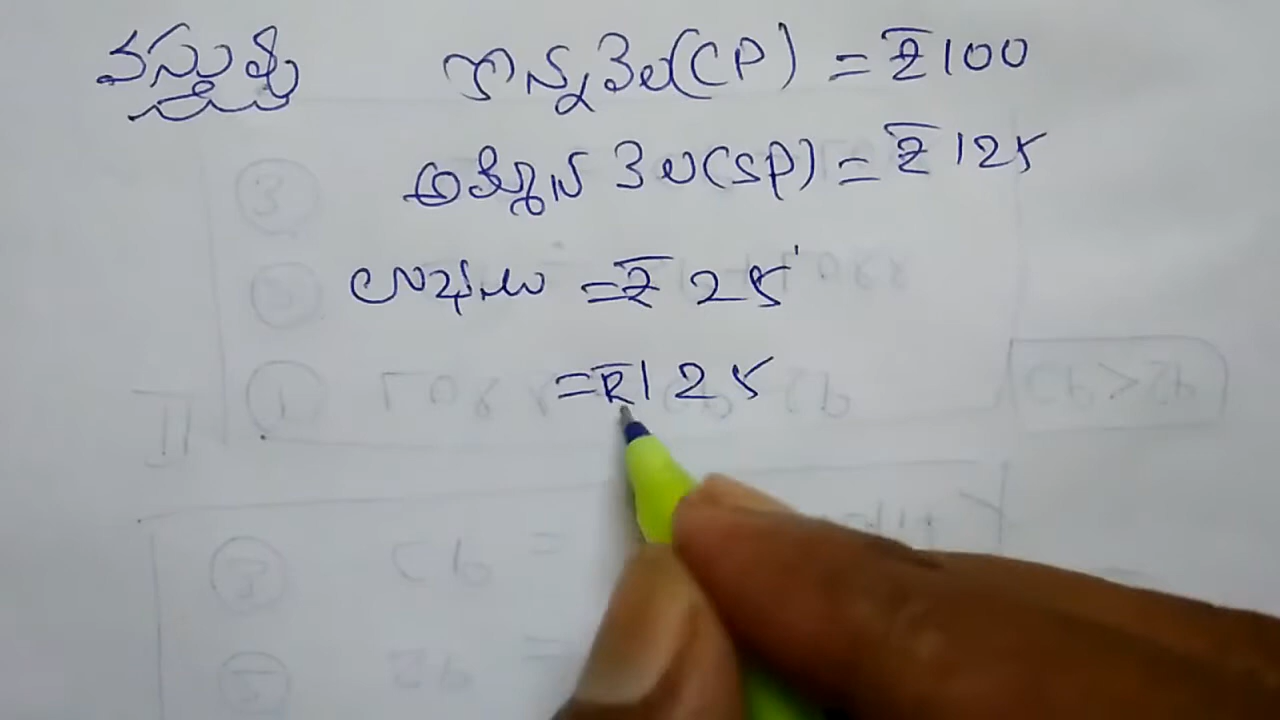 వస్తువు కొన్న వెల(CP) = ₹100
అమ్మిన వెల(SP) = ₹125
లాభము = ₹25
= ₹125